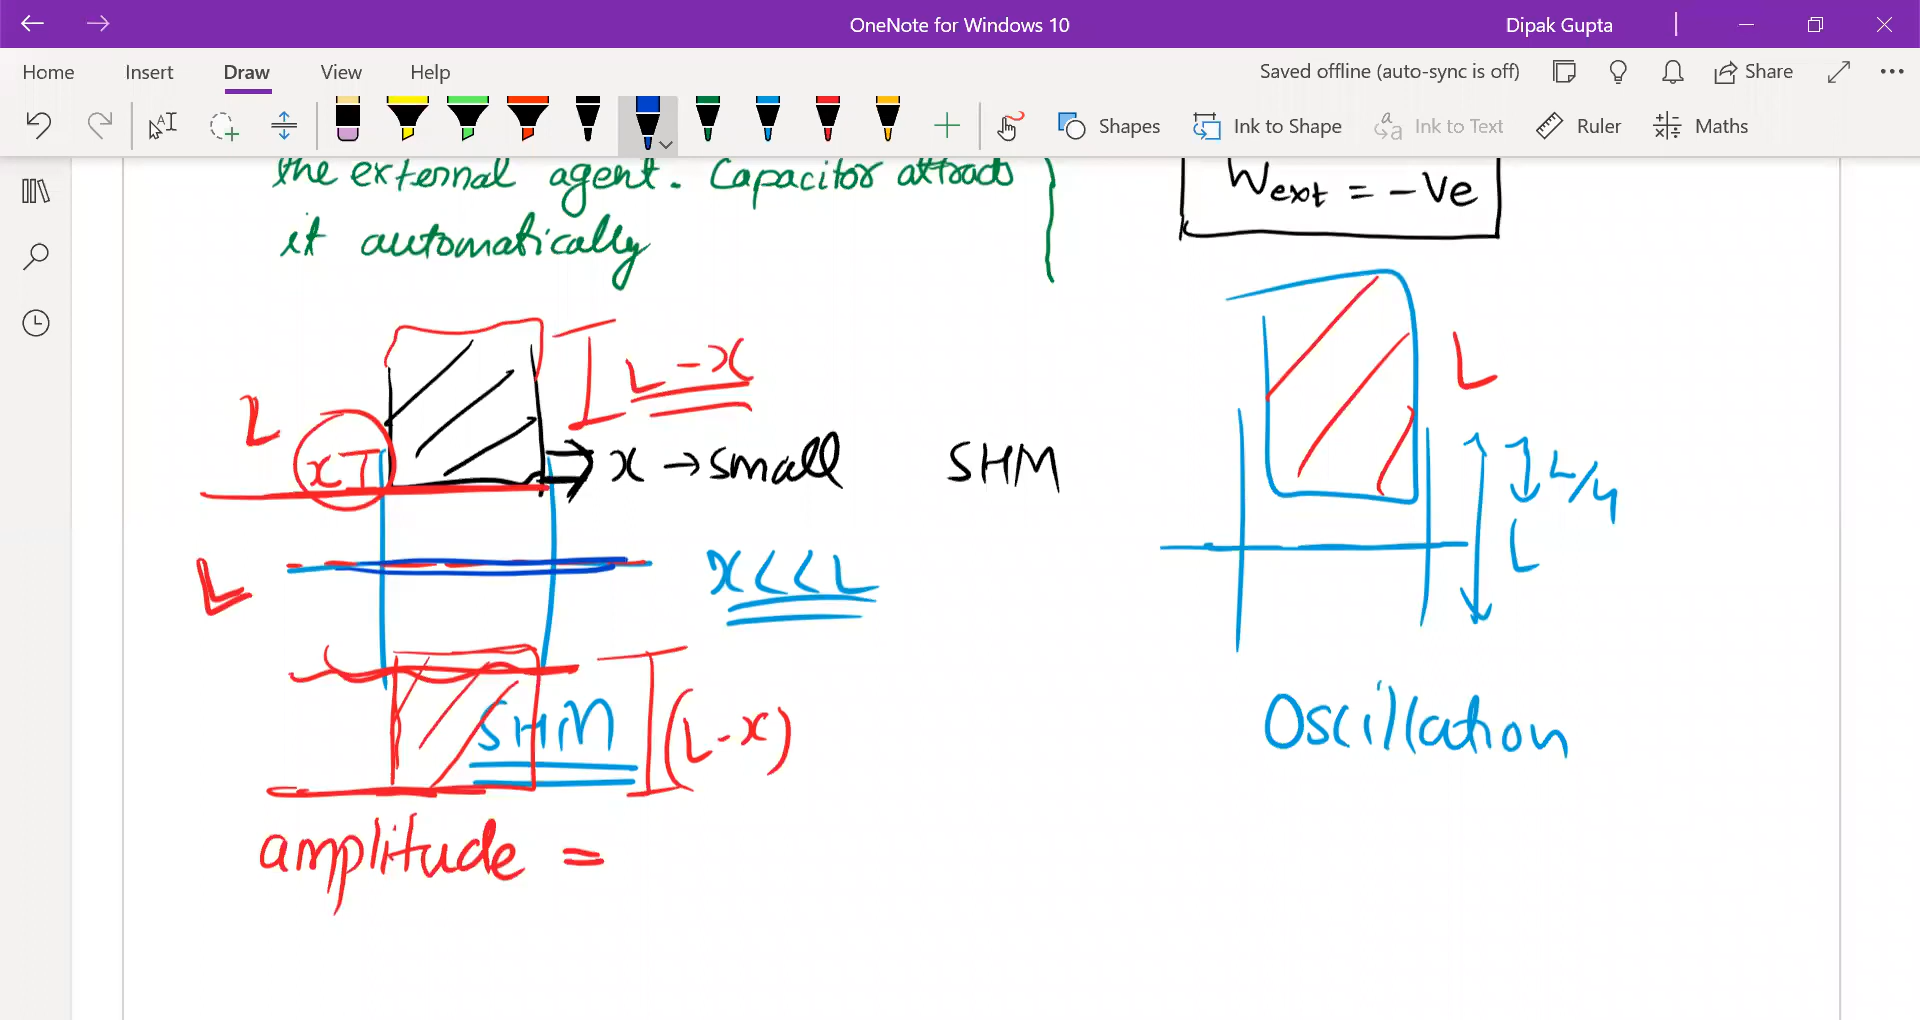 OneNote for Windows 10
Dipak Gupta
Home Insert Draw View Help
Saved offline (auto-sync is off)
Share
Shapes
Ink to Shape
Ink to Text
Ruler
Maths
the external agent. Capacitor attracts
it automatically
Wext = -Ve
L-x
L
x
x → small
SHM
L
L/4
L
L
x<<L
SHM
(L-x)
Oscillation
amplitude =